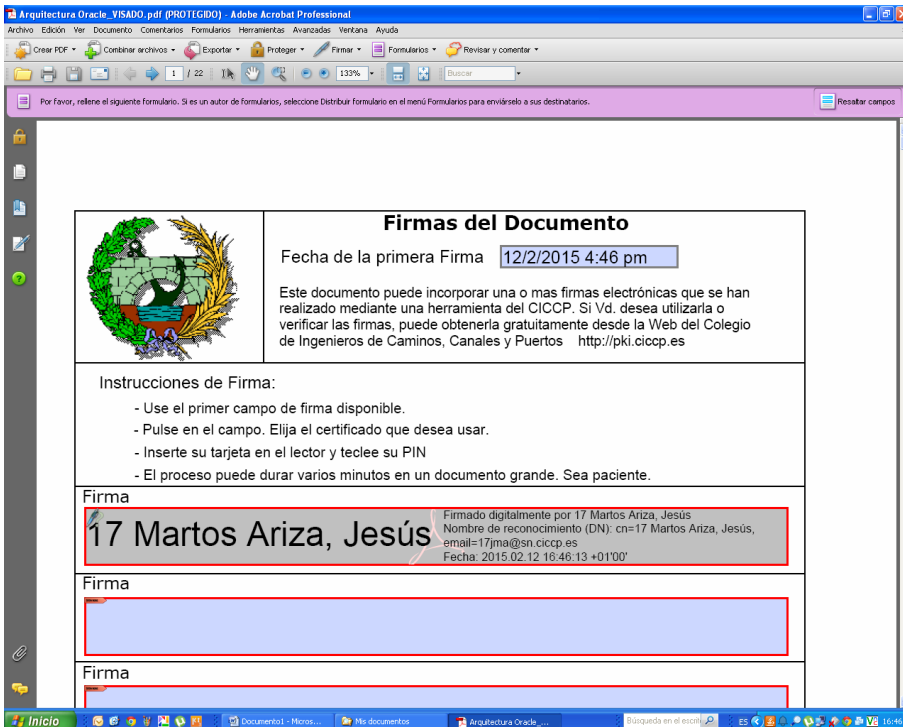 Arquitectura Oracle_VISADO.pdf (PROTEGIDO) - Adobe Acrobat Professional
Archivo Edición Ver Documento Comentarios Formularios Herramientas Avanzadas Ventana Ayuda
Crear PDF Combinar archivos Exportar Proteger Firmar Formularios Revisar y comentar
1 / 22 133% Buscar
Por favor, rellene el siguiente formulario. Si es un autor de formularios, seleccione Distribuir formulario en el menú Formularios para enviárselo a sus destinatarios. Resaltar campos
Firmas del Documento
Fecha de la primera Firma 12/2/2015 4:46 pm
Este documento puede incorporar una o mas firmas electrónicas que se han
realizado mediante una herramienta del CICCP. Si Vd. desea utilizarla o
verificar las firmas, puede obtenerla gratuitamente desde la Web del Colegio
de Ingenieros de Caminos, Canales y Puertos http://pki.ciccp.es
Instrucciones de Firma:
- Use el primer campo de firma disponible.
- Pulse en el campo. Elija el certificado que desea usar.
- Inserte su tarjeta en el lector y teclee su PIN
- El proceso puede durar varios minutos en un documento grande. Sea paciente.
Firma
17 Martos Ariza, Jesús
Firmado digitalmente por 17 Martos Ariza, Jesús
Nombre de reconocimiento (DN): cn=17 Martos Ariza, Jesús,
email=17jma@sn.ciccp.es
Fecha: 2015.02.12 16:46:13 +01'00'
Firma
Firma
Inicio Documento1 - Micros... Mis documentos Arquitectura Oracle_... Búsqueda en el escrit ES 16:46